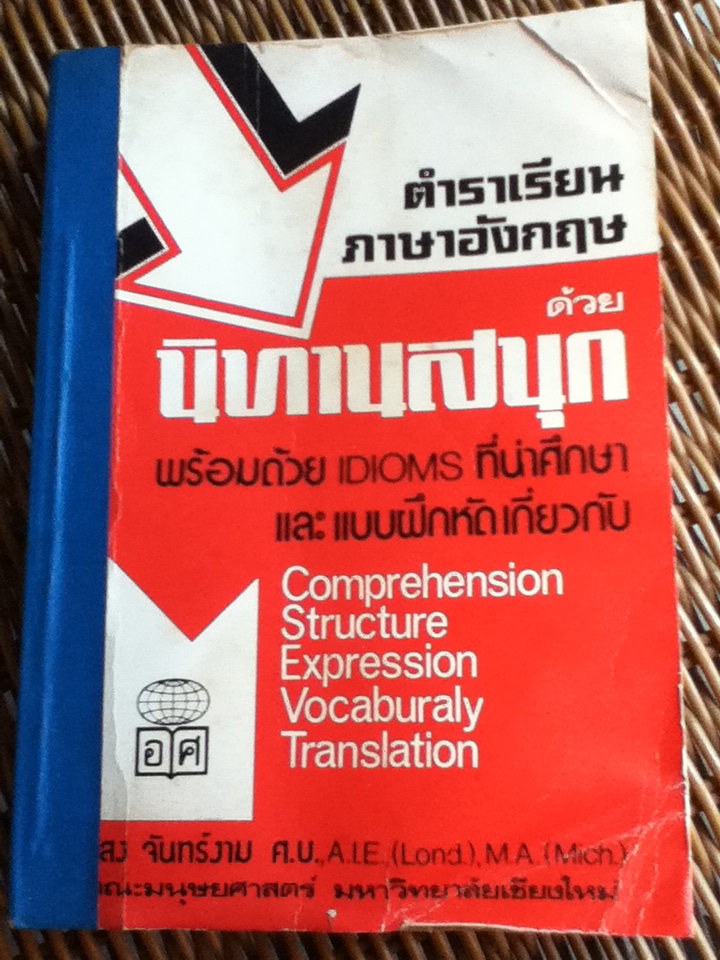 ตำราเรียน
ภาษาอังกฤษ
ด้วย
นิทานสนุก
พร้อมด้วย IDIOMS ที่น่าศึกษา
และ แบบฝึกหัดเกี่ยวกับ
Comprehension
Structure
Expression
Vocaburaly
Translation
อ ศ
จันทร์งาม ศ.บ., A.I.E.,(Lond.), M.A.(Mich.)
ณะมนุษยศาสตร์ มหาวิทยาลัยเชียงใหม่